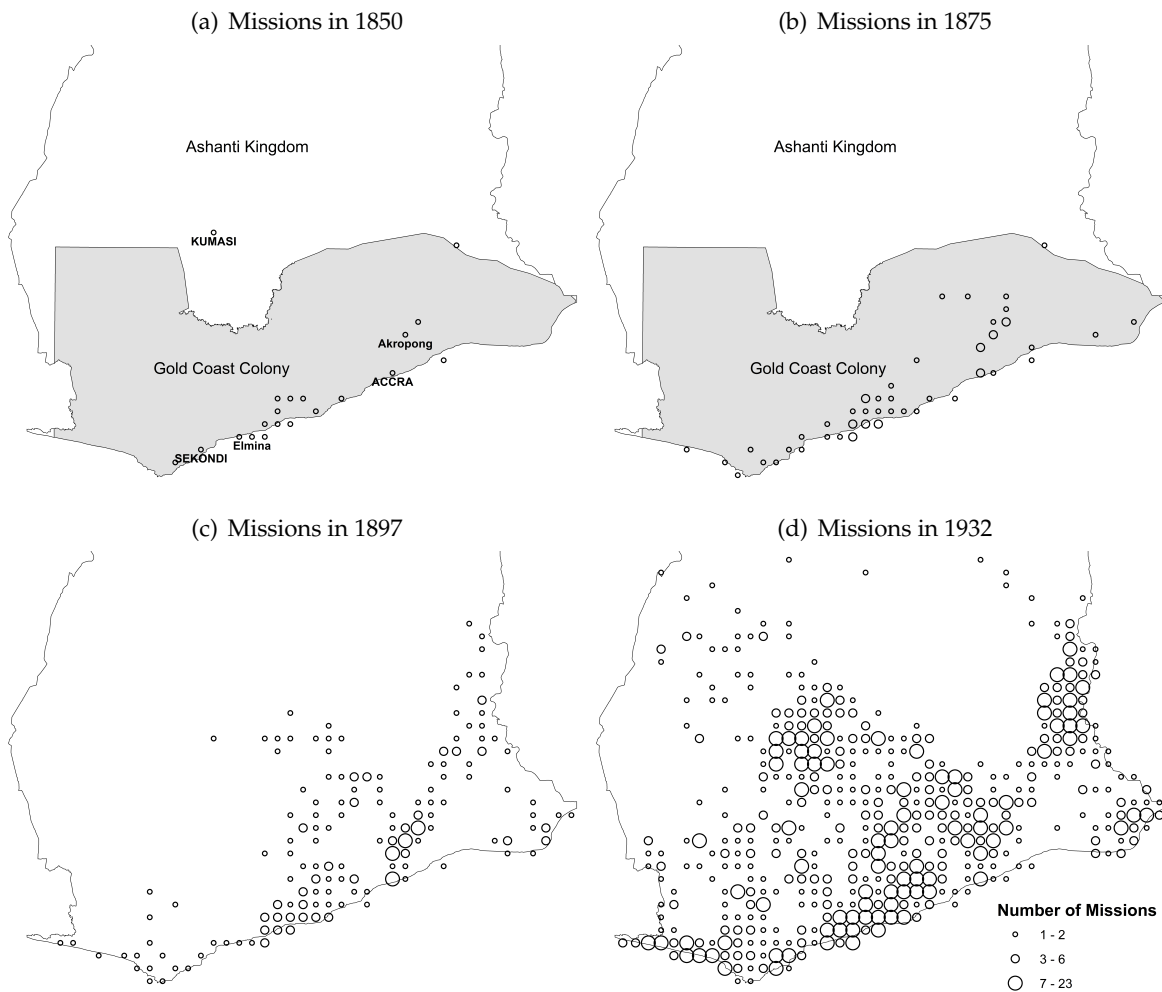 (a) Missions in 1850
Ashanti Kingdom
KUMASI
Akropong
Gold Coast Colony
ACCRA
Elmina
SEKONDI
(b) Missions in 1875
Ashanti Kingdom
Gold Coast Colony
(c) Missions in 1897
(d) Missions in 1932
Number of Missions
1 - 2
3 - 6
7 - 23